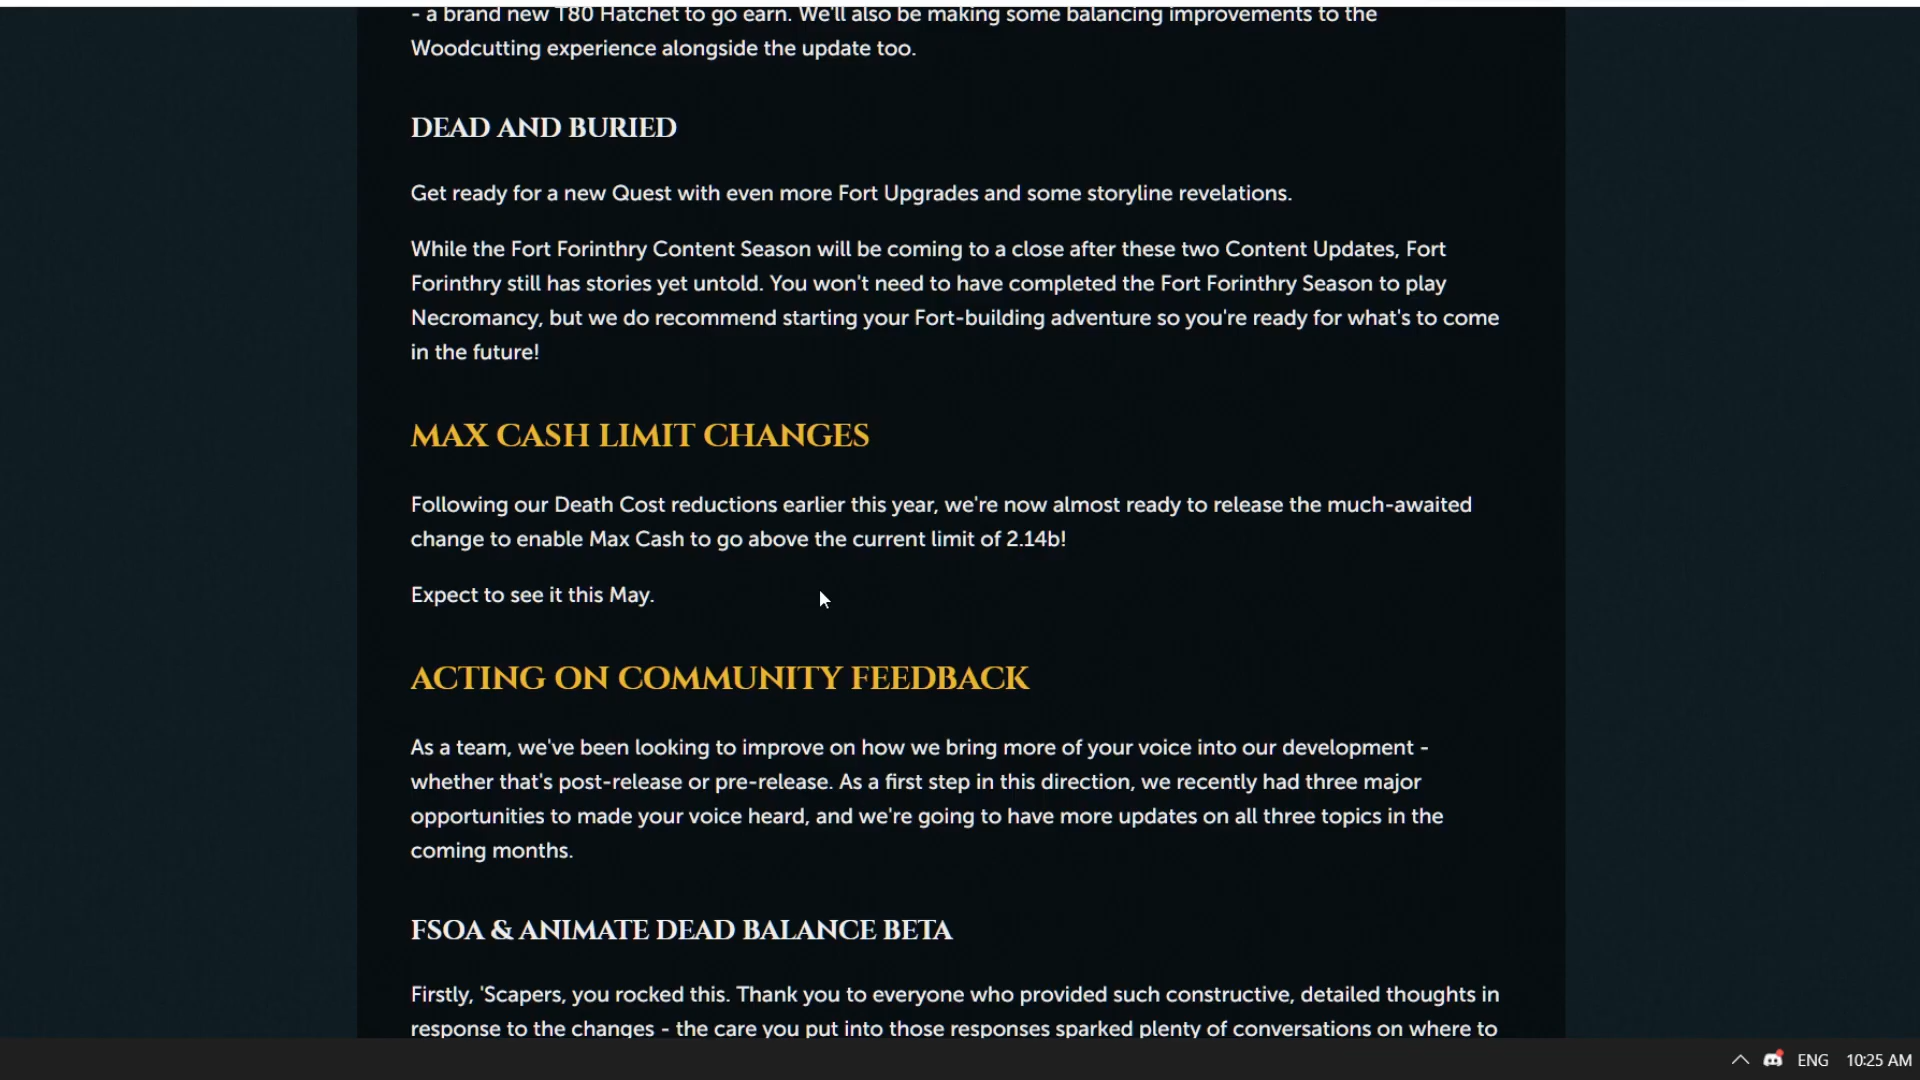 - a brand new T80 Hatchet to go earn. We'll also be making some balancing improvements to the
Woodcutting experience alongside the update too.
DEAD AND BURIED
Get ready for a new Quest with even more Fort Upgrades and some storyline revelations.
While the Fort Forinthry Content Season will be coming to a close after these two Content Updates, Fort
Forinthry still has stories yet untold. You won't need to have completed the Fort Forinthry Season to play
Necromancy, but we do recommend starting your Fort-building adventure so you're ready for what's to come
in the future!
MAX CASH LIMIT CHANGES
Following our Death Cost reductions earlier this year, we're now almost ready to release the much-awaited
change to enable Max Cash to go above the current limit of 2.14b!
Expect to see it this May.
ACTING ON COMMUNITY FEEDBACK
As a team, we've been looking to improve on how we bring more of your voice into our development -
whether that's post-release or pre-release. As a first step in this direction, we recently had three major
opportunities to made your voice heard, and we're going to have more updates on all three topics in the
coming months.
FSOA & ANIMATE DEAD BALANCE BETA
Firstly, 'Scapers, you rocked this. Thank you to everyone who provided such constructive, detailed thoughts in
response to the changes - the care you put into those responses sparked plenty of conversations on where to
ENG 10:25 AM